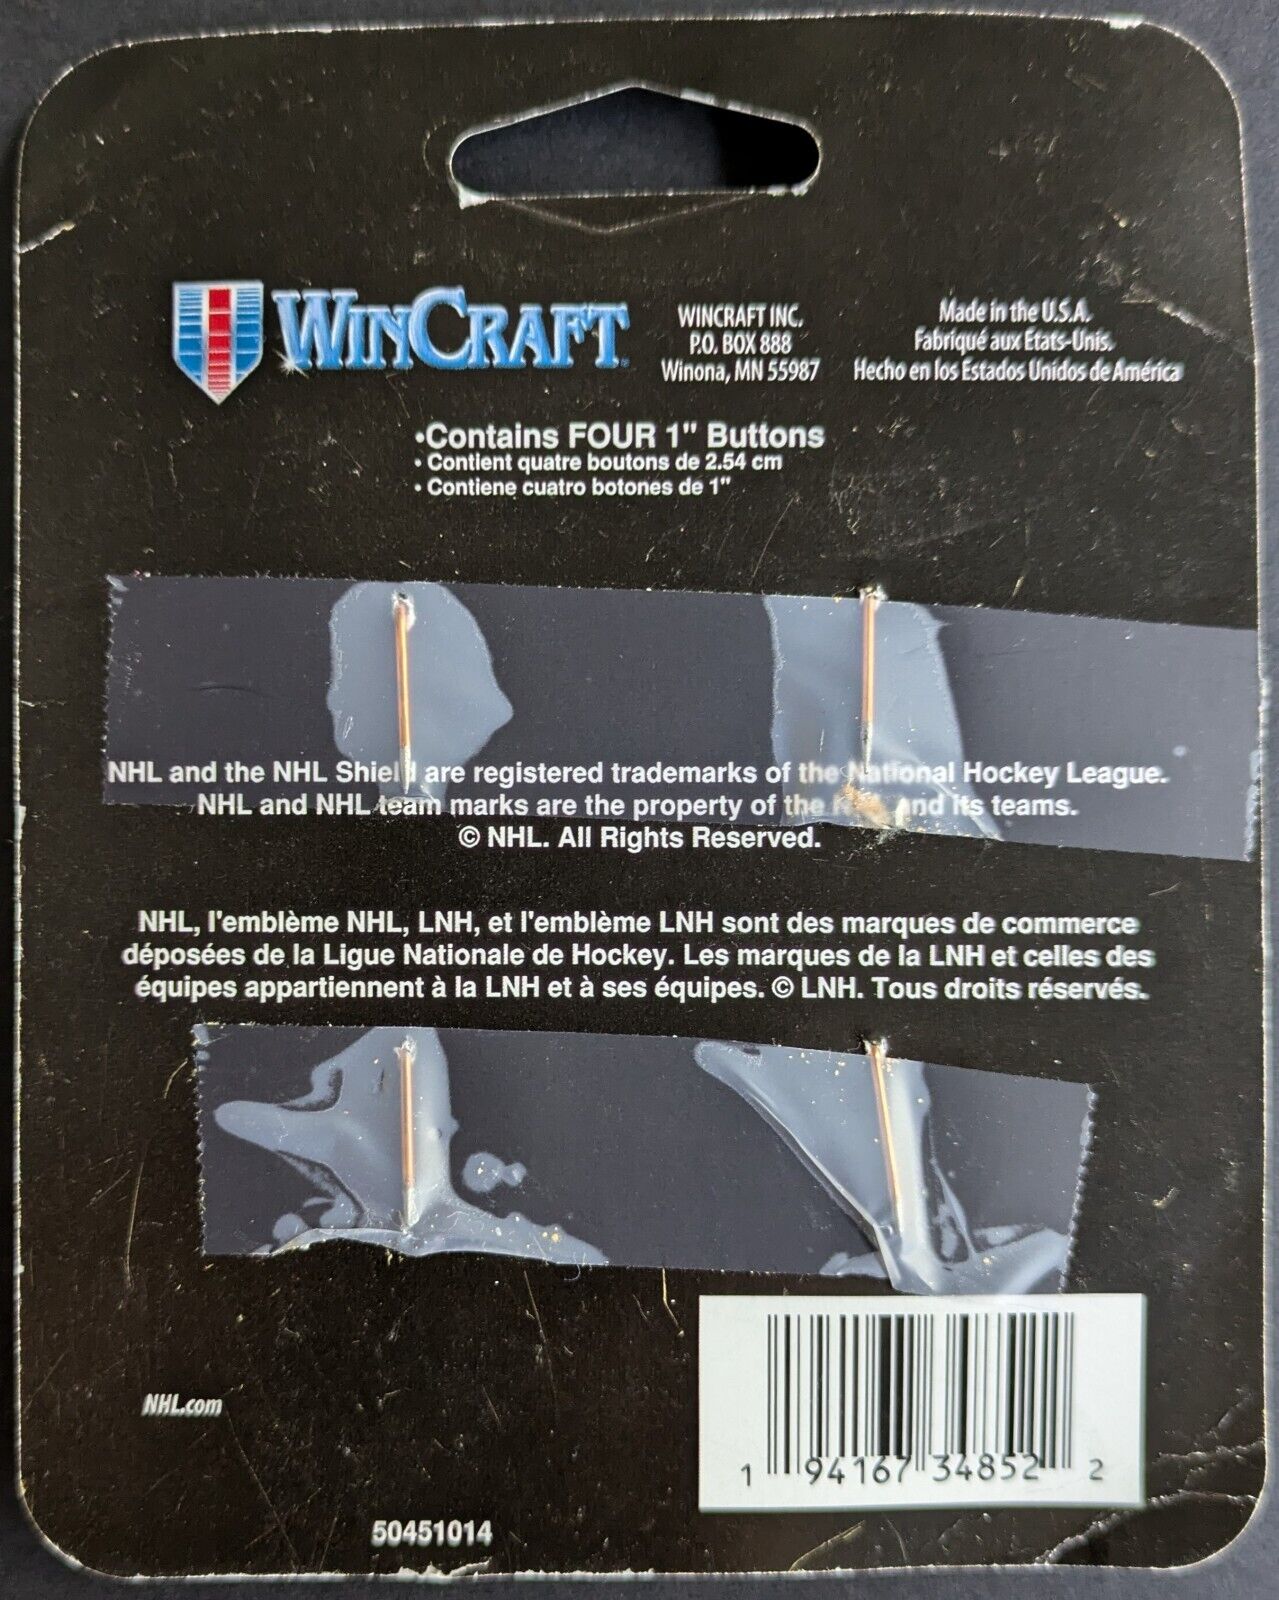 WINCRAFT
WINCRAFT INC.
P.O. BOX 888
Winona, MN 55987
Made in the U.S.A.
Fabriqué aux Etats-Unis.
Hecho en los Estados Unidos de América
•Contains FOUR 1" Buttons
• Contient quatre boutons de 2.54 cm
• Contiene cuatro botones de 1"
NHL and the NHL Shield are registered trademarks of the National Hockey League.
NHL and NHL team marks are the property of the and its teams.
© NHL. All Rights Reserved.
NHL, l'emblème NHL, LNH, et l'emblème LNH sont des marques de commerce
déposées de la Ligue Nationale de Hockey. Les marques de la LNH et celles des
équipes appartiennent à la LNH et à ses équipes. © LNH. Tous droits réservés.
NHL.com
1 94167 34852 2
50451014